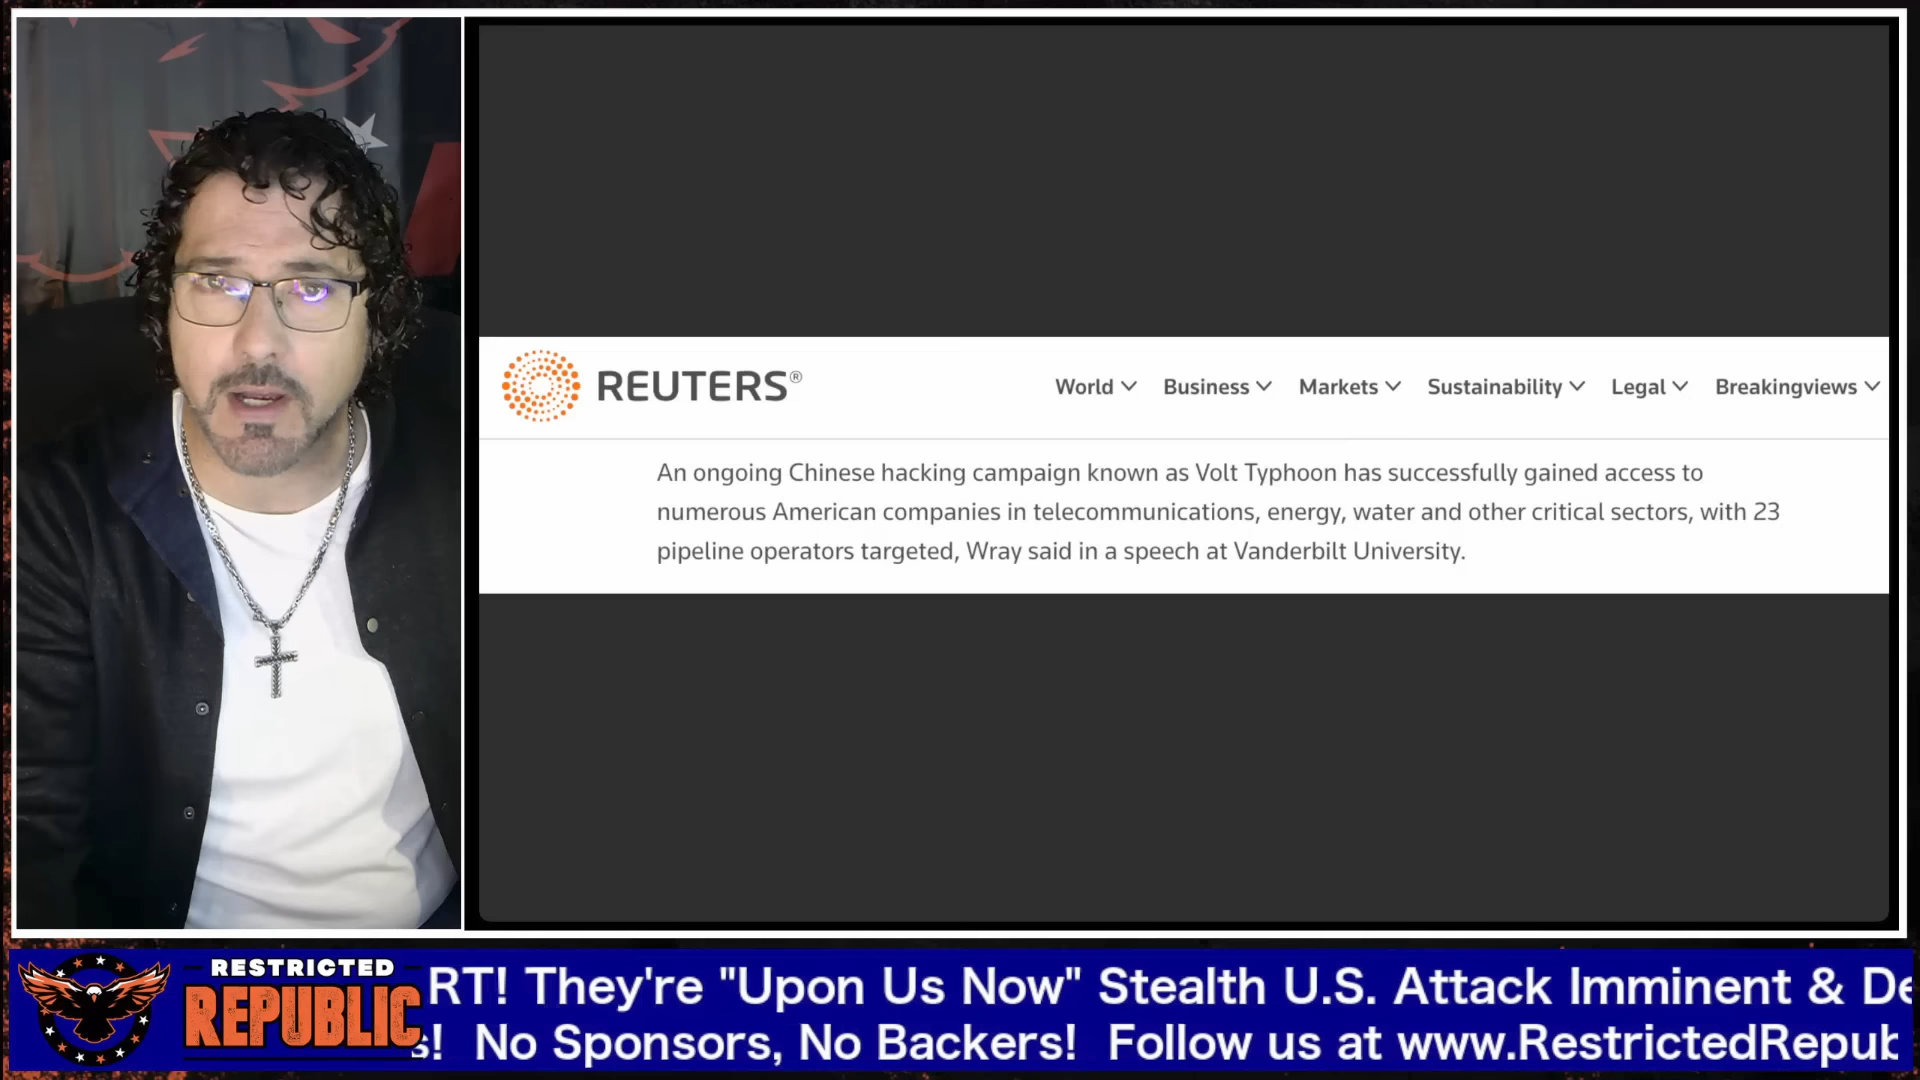 REUTERS®
World Business Markets Sustainability Legal Breakingviews
An ongoing Chinese hacking campaign known as Volt Typhoon has successfully gained access to
numerous American companies in telecommunications, energy, water and other critical sectors, with 23
pipeline operators targeted, Wray said in a speech at Vanderbilt University.
RESTRICTED
REPUBLIC
RT! They're "Upon Us Now" Stealth U.S. Attack Imminent & De
s! No Sponsors, No Backers! Follow us at www.RestrictedRepub